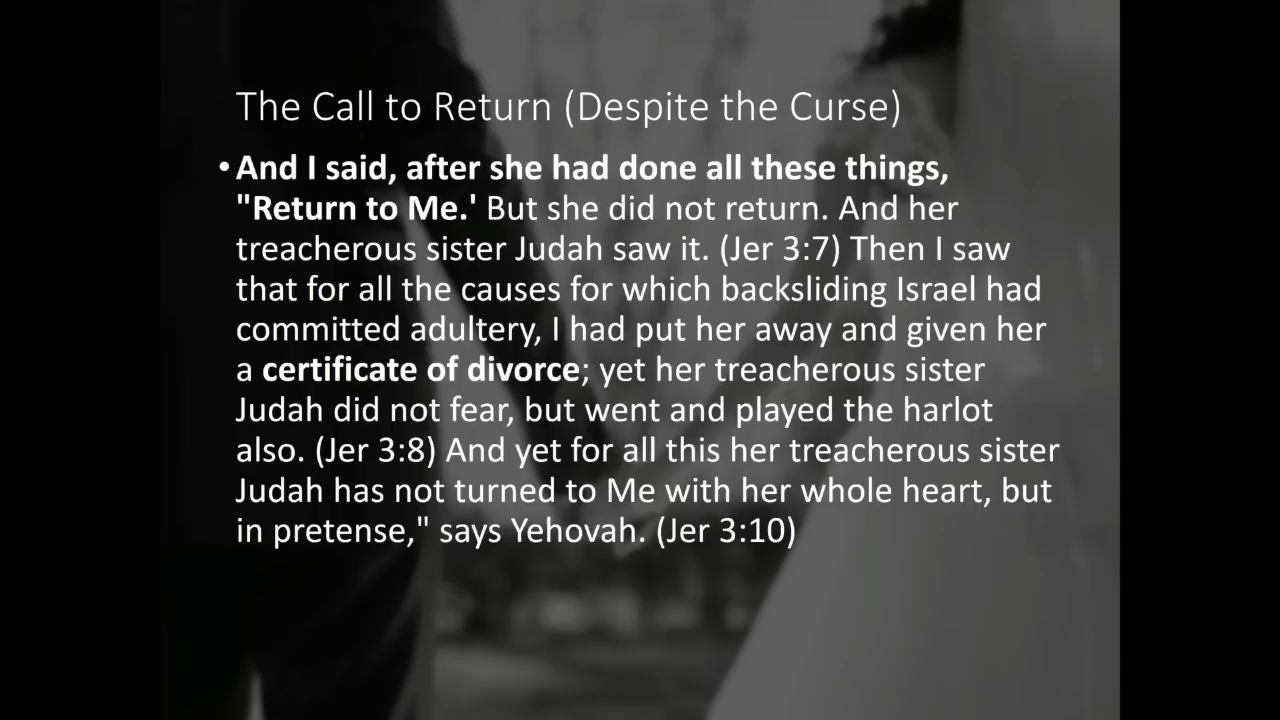 The Call to Return (Despite the Curse)
• And I said, after she had done all these things,
"Return to Me.' But she did not return. And her
treacherous sister Judah saw it. (Jer 3:7) Then I saw
that for all the causes for which backsliding Israel had
committed adultery, I had put her away and given her
a certificate of divorce; yet her treacherous sister
Judah did not fear, but went and played the harlot
also. (Jer 3:8) And yet for all this her treacherous sister
Judah has not turned to Me with her whole heart, but
in pretense," says Yehovah. (Jer 3:10)